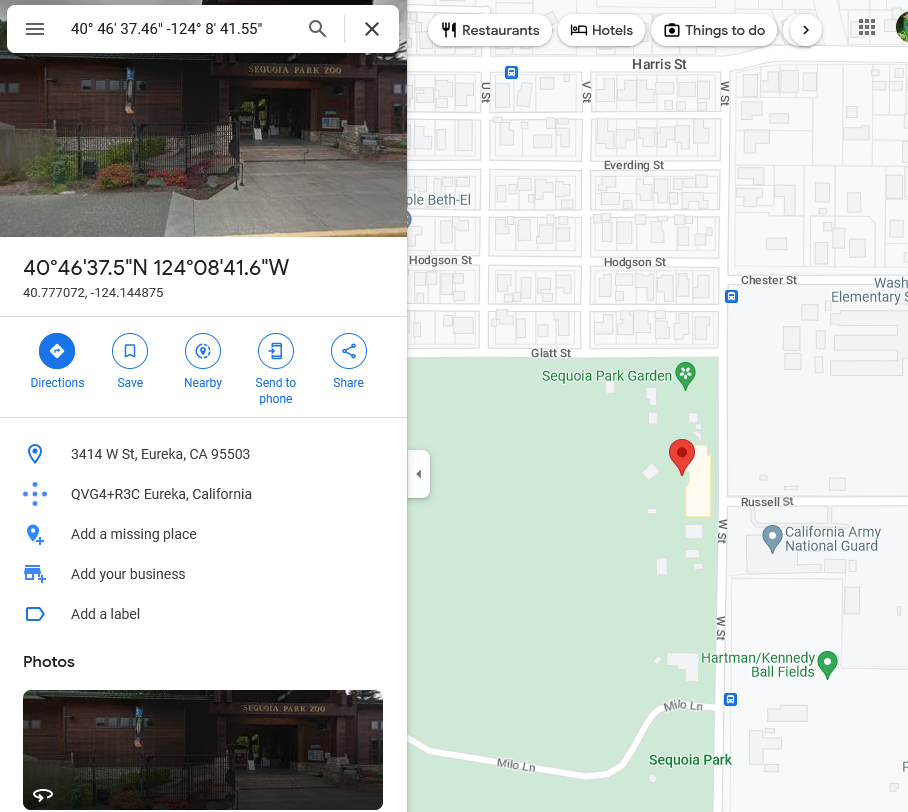 40° 46' 37.46" -124° 8' 41.55"
Restaurants
Hotels
Things to do
SEQUOIA PARK ZOO
40°46'37.5"N 124°08'41.6"W
40.777072, -124.144875
Directions
Save
Nearby
Send to
phone
Share
3414 W St, Eureka, CA 95503
QVG4+R3C Eureka, California
Add a missing place
Add your business
Add a label
Photos
SEQUOIA PARK ZOO
Harris St
U St
V St
W St
Everding St
ple Beth-El
Hodgson St
Hodgson St
Chester St
Wash
Elementary S
Glatt St
Sequoia Park Garden
Russell St
W St
California Army
National Guard
W St
Hartman/Kennedy
Ball Fields
Milo Ln
Milo Ln
Sequoia Park